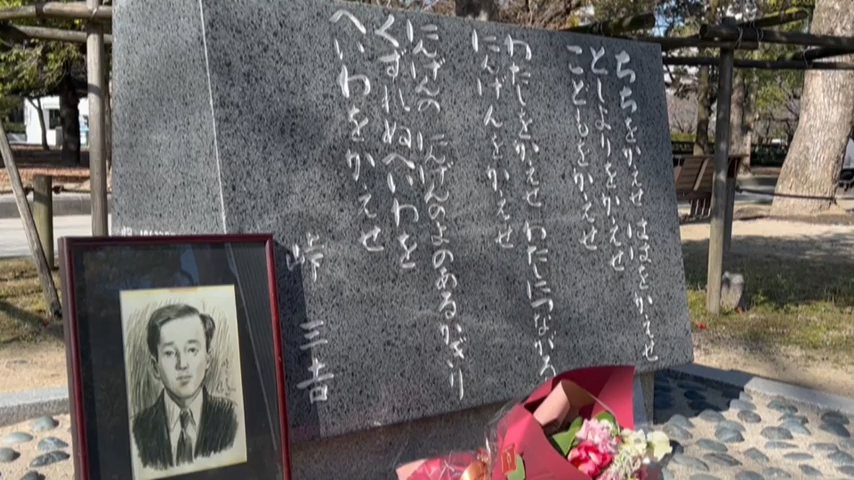 ちちをかえせ ははをかえせ
としよりをかえせ
こどもをかえせ
わたしをかえせ わたしにつながる
にんげんをかえせ
にんげんの にんげんのよのあるかぎり
くずれぬへいわを
へいわをかえせ
峠 三吉